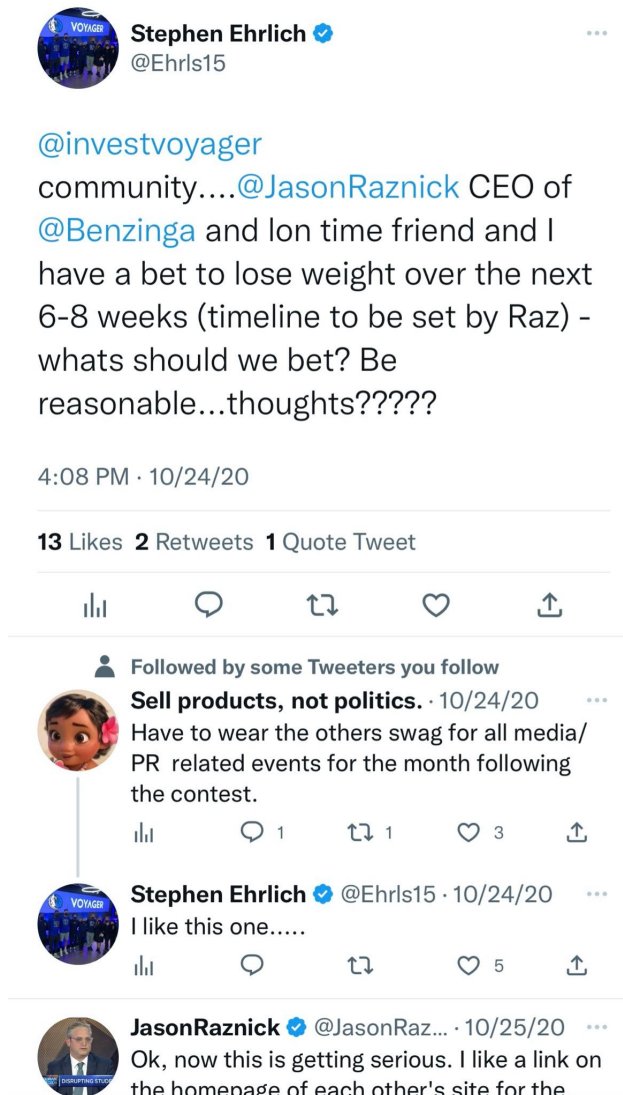 VOYAGER
Stephen Ehrlich
@Ehrls15
@investvoyager
community....@JasonRaznick CEO of
@Benzinga and lon time friend and I
have a bet to lose weight over the next
6-8 weeks (timeline to be set by Raz) -
whats should we bet? Be
reasonable...thoughts?????
4:08 PM · 10/24/20
13 Likes 2 Retweets 1 Quote Tweet
Followed by some Tweeters you follow
Sell products, not politics. · 10/24/20
Have to wear the others swag for all media/
PR related events for the month following
the contest.
1 1 3
VOYAGER
Stephen Ehrlich @Ehrls15 · 10/24/20
I like this one.....
5
JasonRaznick @JasonRaz... · 10/25/20
Ok, now this is getting serious. I like a link on
DISRUPTING
the homepage of each other's site for the